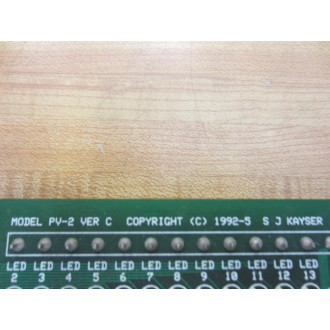 MODEL PV-2 VER C COPYRIGHT (C) 1992-5 S J KAYSER
LED LED LED LED LED LED LED LED LED LED LED LED
2 3 4 5 6 7 8 9 10 11 12 13